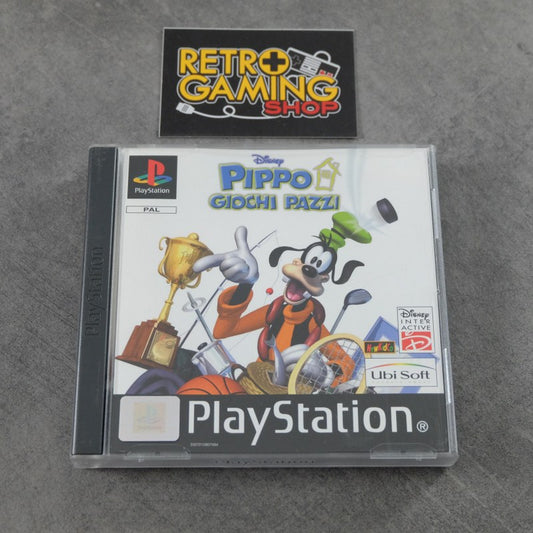 RETRO
GAMING
SHOP
PlayStation
PAL
Disney
PIPPO
GIOCHI PAZZI
PlayStation
Disney
INTER
ACTIVE
Ubi Soft
PlayStation®